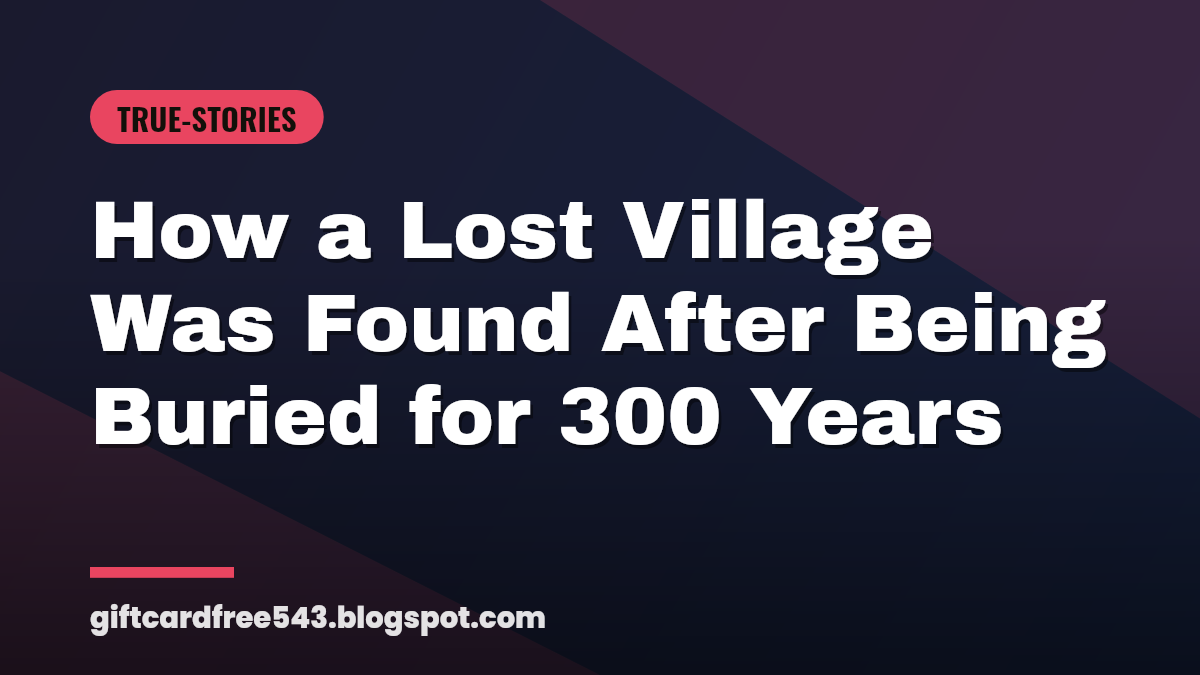 TRUE-STORIES
How a Lost Village
Was Found After Being
Buried for 300 Years
giftcardfree543.blogspot.com